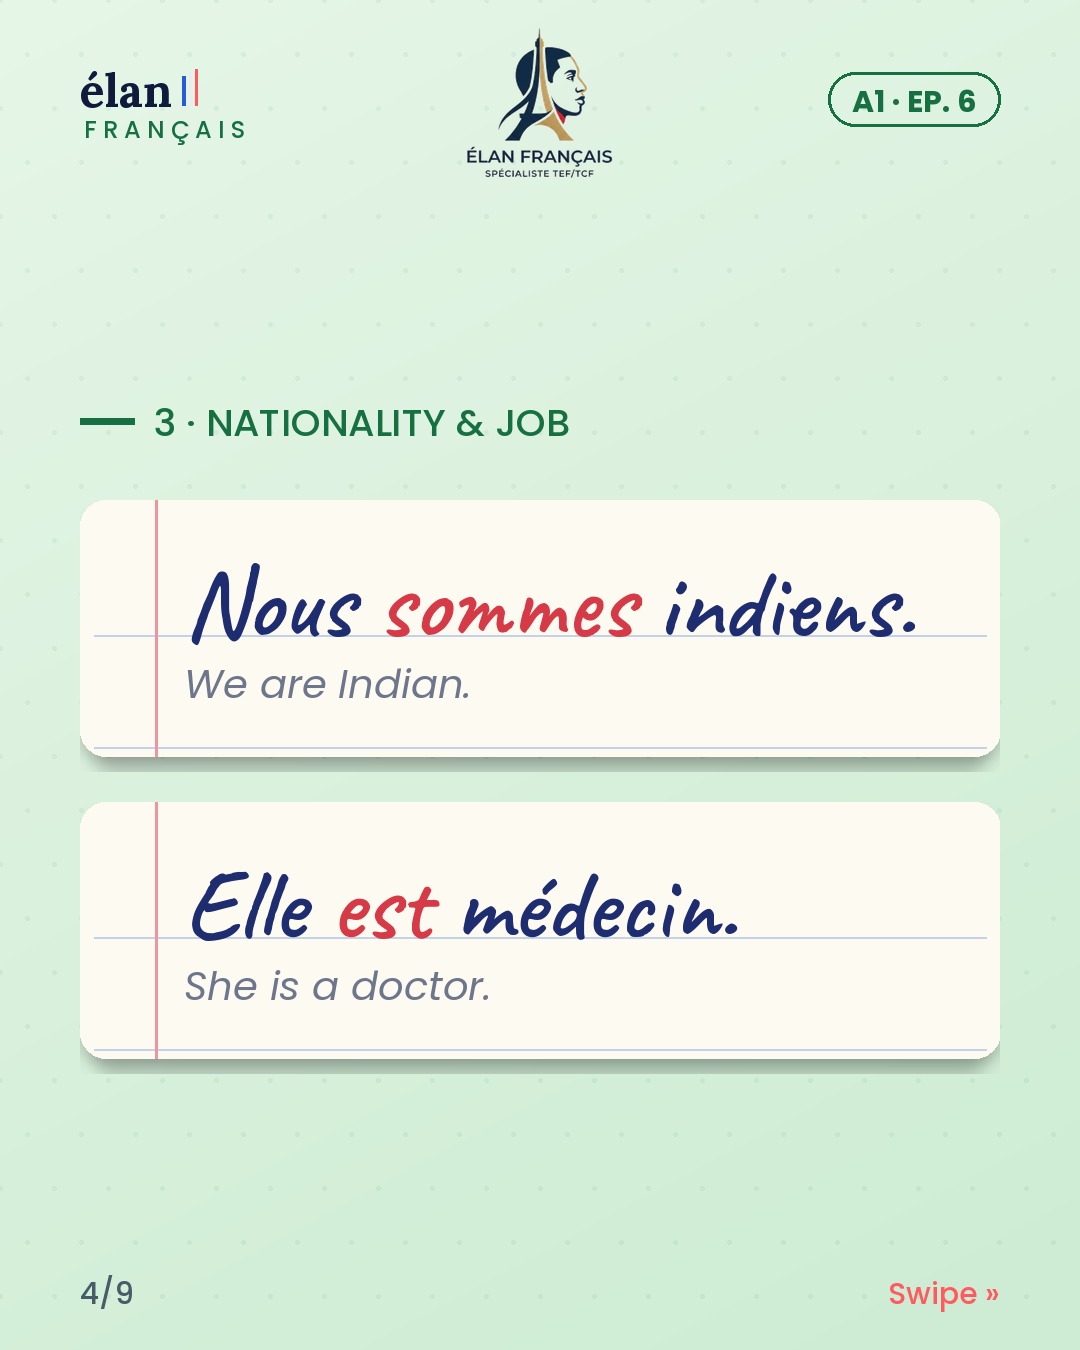 élan
FRANÇAIS
ÉLAN FRANÇAIS
SPÉCIALISTE TEF/TCF
A1 · EP. 6
3 · NATIONALITY & JOB
Nous sommes indiens.
We are Indian.
Elle est médecin.
She is a doctor.
4/9
Swipe »